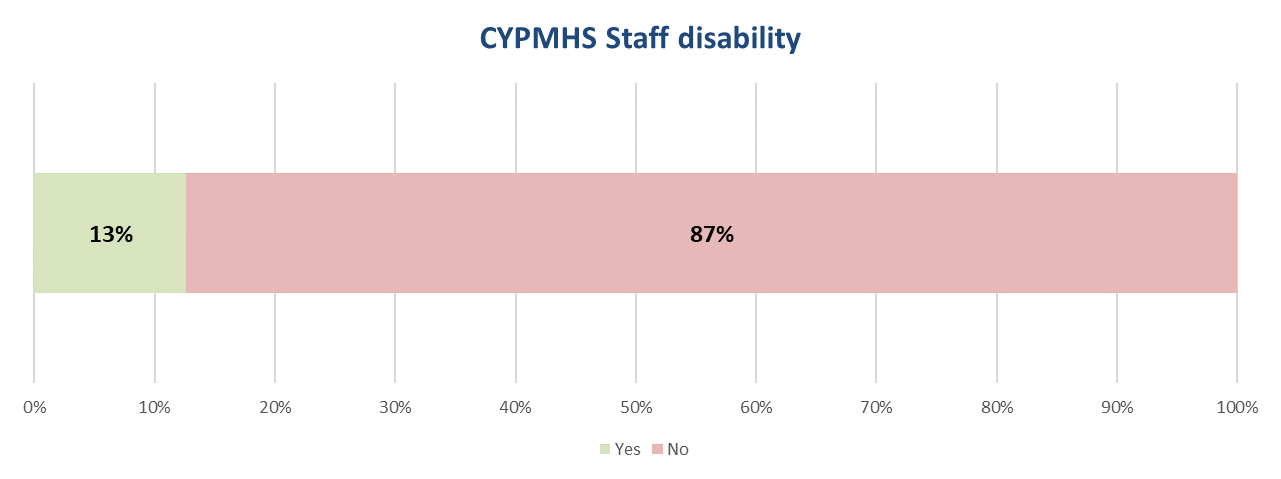 CYPMHS Staff disability
13% 87%
0% 10% 20% 30% 40% 50% 60% 70% 80% 90% 100%
Yes No